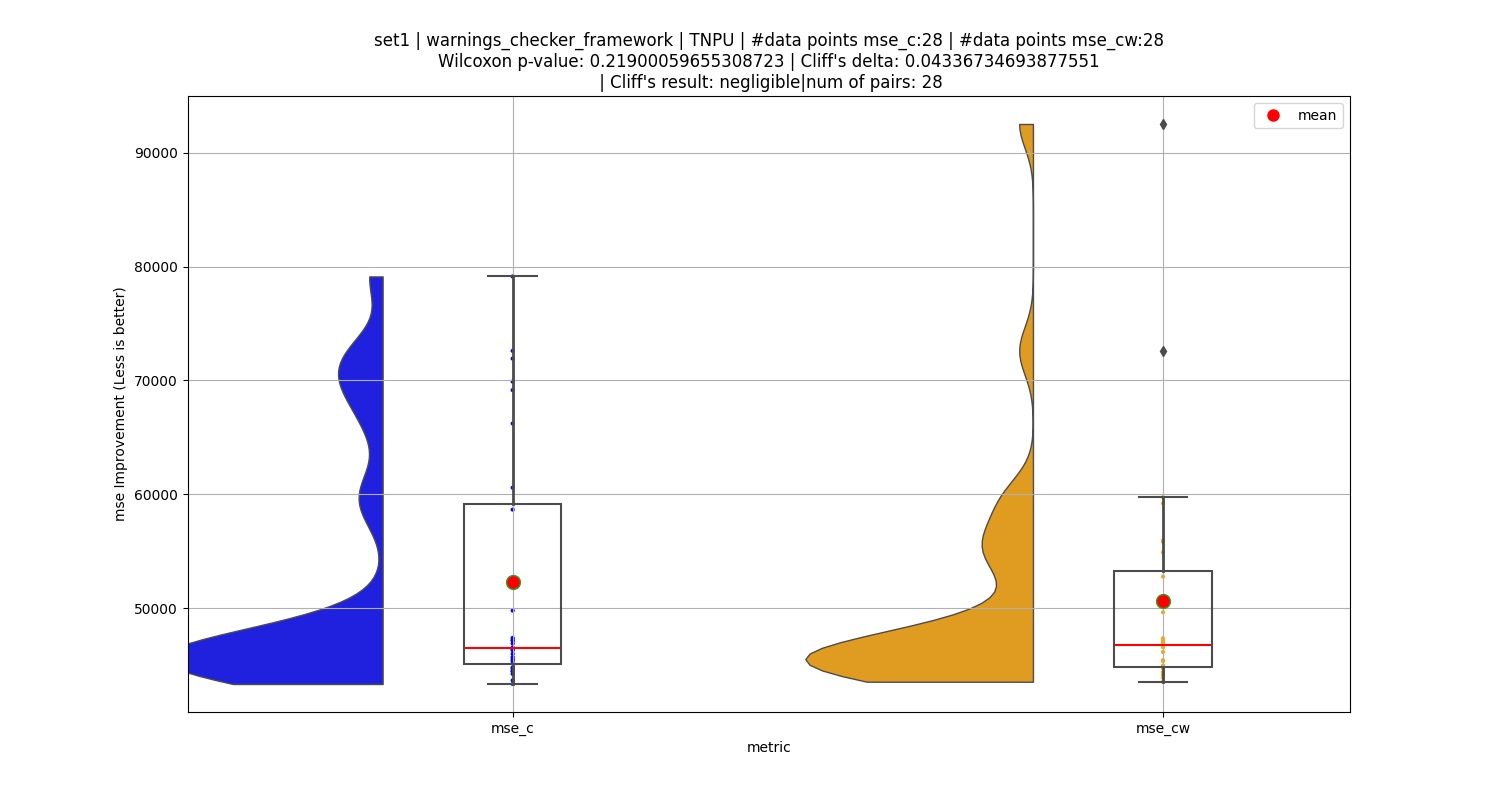 set1 | warnings_checker_framework | TNPU | #data points mse_c:28 | #data points mse_cw:28
Wilcoxon p-value: 0.21900059655308723 | Cliff's delta: 0.04336734693877551
| Cliff's result: negligible|num of pairs: 28
mean
90000
80000
70000
60000
50000
mse Improvement (Less is better)
mse_c
mse_cw
metric